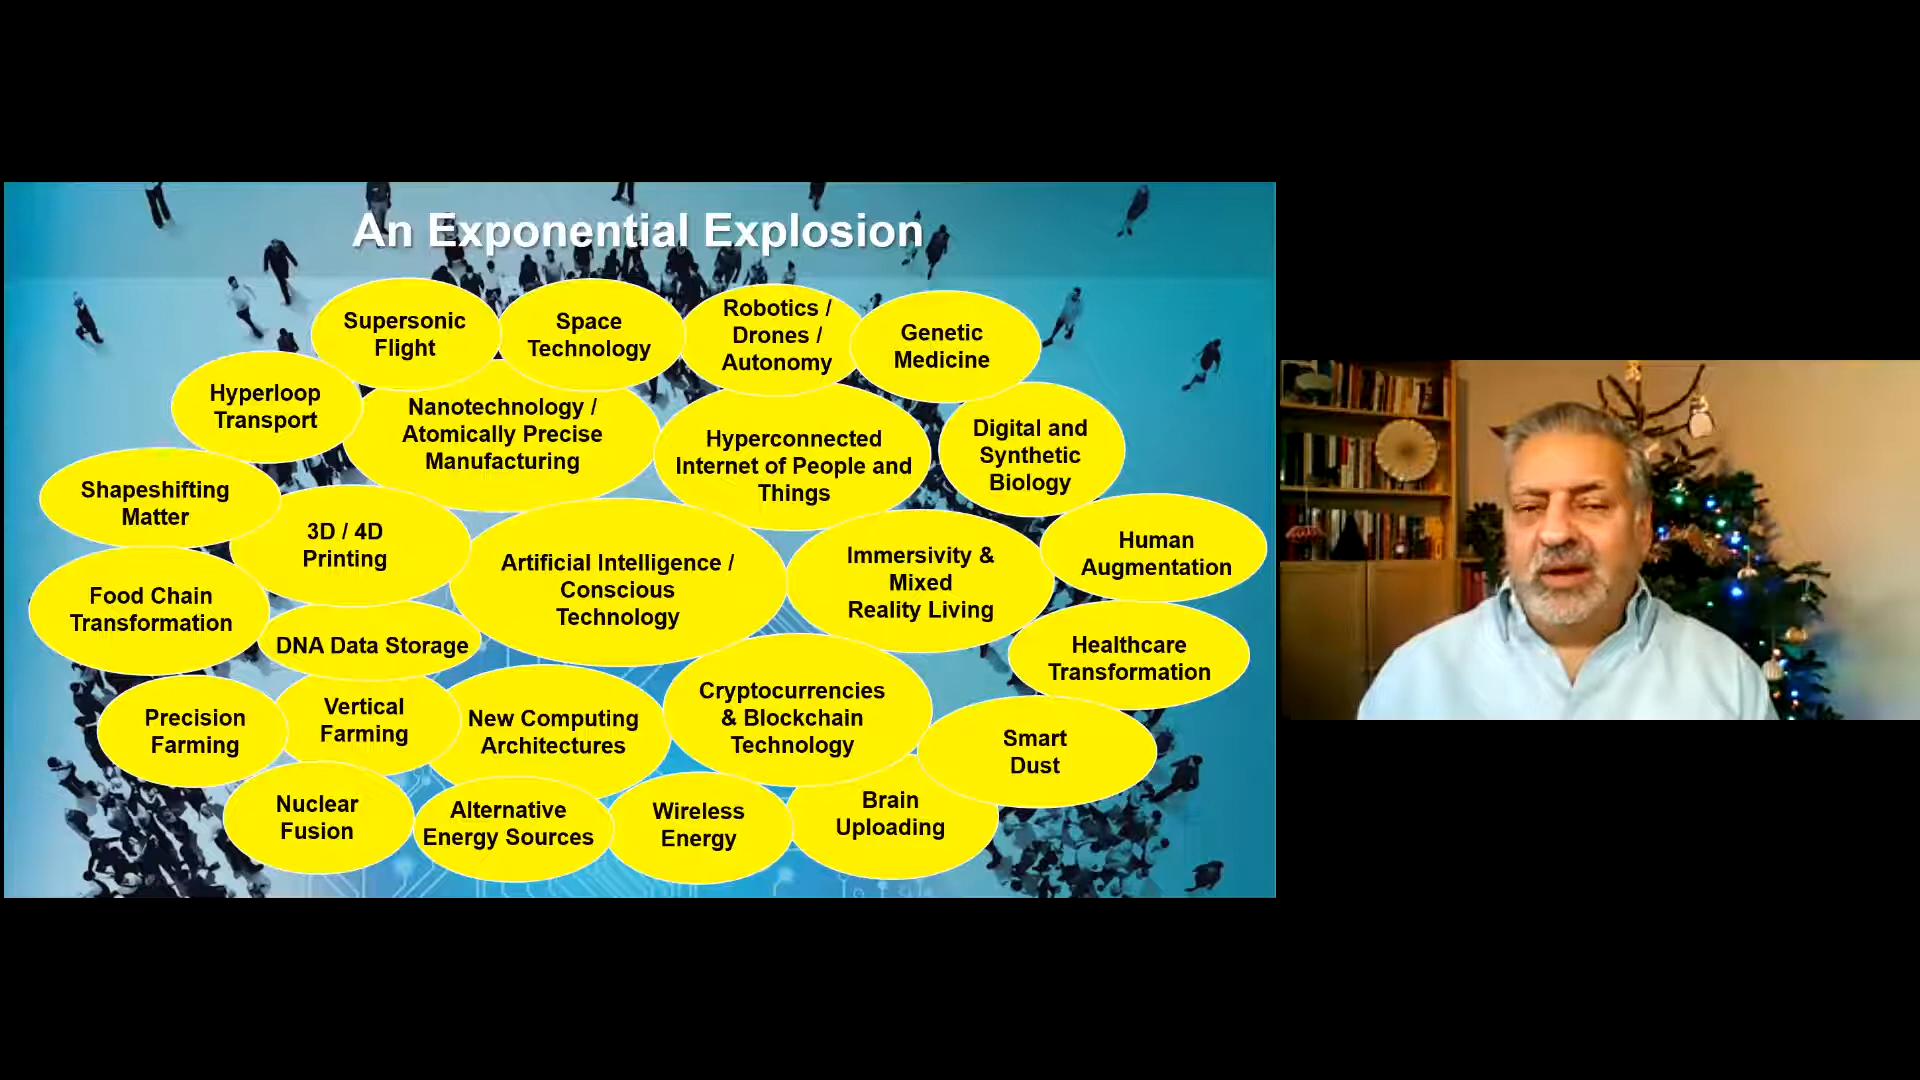 An Exponential Explosion
Supersonic
Flight
Space
Technology
Robotics /
Drones /
Autonomy
Genetic
Medicine
Hyperloop
Transport
Nanotechnology /
Atomically Precise
Manufacturing
Hyperconnected
Internet of People and
Things
Digital and
Synthetic
Biology
Shapeshifting
Matter
3D / 4D
Printing
Artificial Intelligence /
Conscious
Technology
Immersivity &
Mixed
Reality Living
Human
Augmentation
Food Chain
Transformation
DNA Data Storage
Healthcare
Transformation
Precision
Farming
Vertical
Farming
New Computing
Architectures
Cryptocurrencies
& Blockchain
Technology
Smart
Dust
Nuclear
Fusion
Alternative
Energy Sources
Wireless
Energy
Brain
Uploading